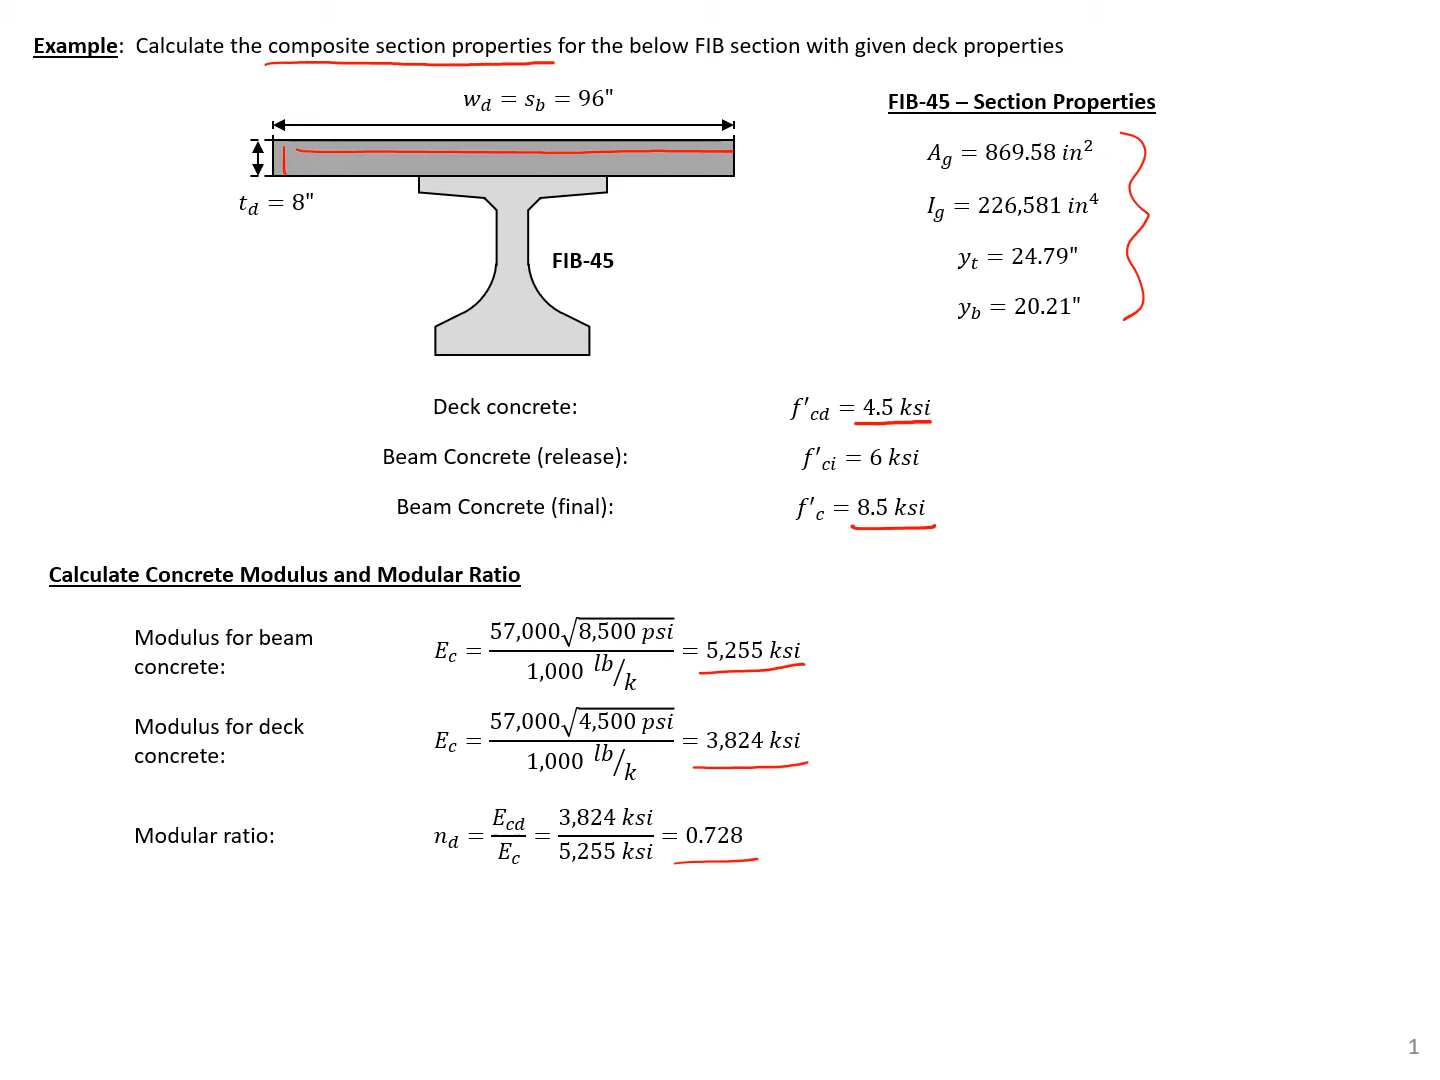 Example: Calculate the composite section properties for the below FIB section with given deck properties
w_d = s_b = 96"
FIB-45 – Section Properties
A_g = 869.58 in²
I_g = 226,581 in⁴
t_d = 8"
y_t = 24.79"
FIB-45
y_b = 20.21"
Deck concrete: f'_cd = 4.5 ksi
Beam Concrete (release): f'_ci = 6 ksi
Beam Concrete (final): f'_c = 8.5 ksi
Calculate Concrete Modulus and Modular Ratio
Modulus for beam
concrete:
E_c = 57,000√8,500 psi / 1,000 lb/k = 5,255 ksi
Modulus for deck
concrete:
E_c = 57,000√4,500 psi / 1,000 lb/k = 3,824 ksi
Modular ratio: n_d = E_cd / E_c = 3,824 ksi / 5,255 ksi = 0.728
1